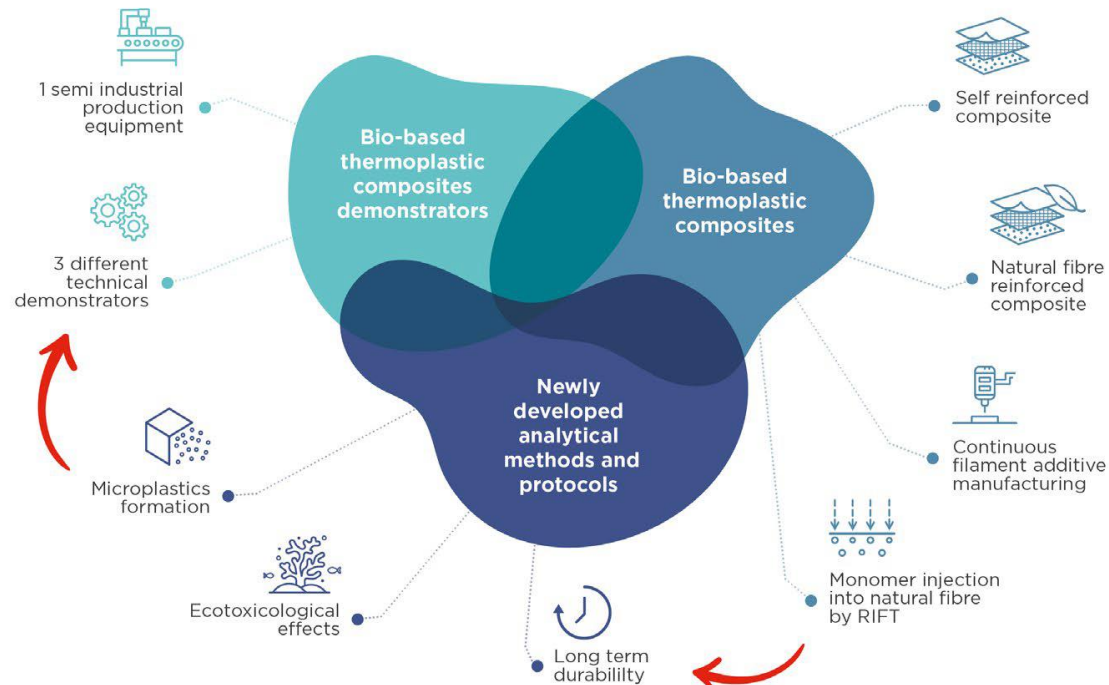 1 semi industrial
production
equipment
3 different
technical
demonstrators
Bio-based
thermoplastic
composites
demonstrators
Bio-based
thermoplastic
composites
Newly
developed
analytical
methods and
protocols
Self reinforced
composite
Natural fibre
reinforced
composite
Continuous
filament additive
manufacturing
Monomer injection
into natural fibre
by RIFT
Long term
durabililty
Ecotoxicological
effects
Microplastics
formation